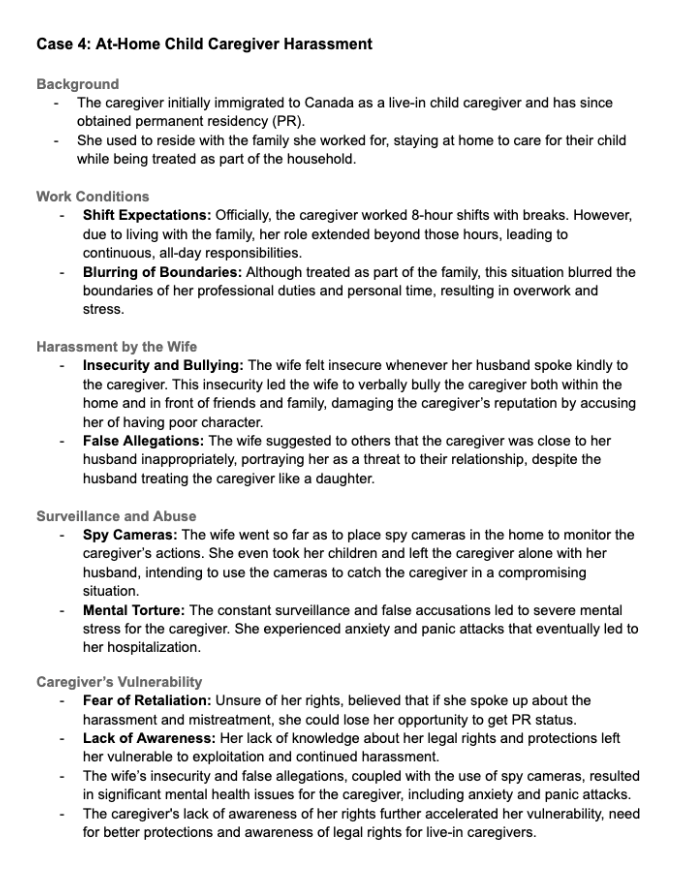 Case 4: At-Home Child Caregiver Harassment
Background
- The caregiver initially immigrated to Canada as a live-in child caregiver and has since
obtained permanent residency (PR).
- She used to reside with the family she worked for, staying at home to care for their child
while being treated as part of the household.
Work Conditions
- Shift Expectations: Officially, the caregiver worked 8-hour shifts with breaks. However,
due to living with the family, her role extended beyond those hours, leading to
continuous, all-day responsibilities.
- Blurring of Boundaries: Although treated as part of the family, this situation blurred the
boundaries of her professional duties and personal time, resulting in overwork and
stress.
Harassment by the Wife
- Insecurity and Bullying: The wife felt insecure whenever her husband spoke kindly to
the caregiver. This insecurity led the wife to verbally bully the caregiver both within the
home and in front of friends and family, damaging the caregiver's reputation by accusing
her of having poor character.
- False Allegations: The wife suggested to others that the caregiver was close to her
husband inappropriately, portraying her as a threat to their relationship, despite the
husband treating the caregiver like a daughter.
Surveillance and Abuse
- Spy Cameras: The wife went so far as to place spy cameras in the home to monitor the
caregiver's actions. She even took her children and left the caregiver alone with her
husband, intending to use the cameras to catch the caregiver in a compromising
situation.
- Mental Torture: The constant surveillance and false accusations led to severe mental
stress for the caregiver. She experienced anxiety and panic attacks that eventually led to
her hospitalization.
Caregiver's Vulnerability
- Fear of Retaliation: Unsure of her rights, believed that if she spoke up about the
harassment and mistreatment, she could lose her opportunity to get PR status.
- Lack of Awareness: Her lack of knowledge about her legal rights and protections left
her vulnerable to exploitation and continued harassment.
- The wife's insecurity and false allegations, coupled with the use of spy cameras, resulted
in significant mental health issues for the caregiver, including anxiety and panic attacks.
- The caregiver's lack of awareness of her rights further accelerated her vulnerability, need
for better protections and awareness of legal rights for live-in caregivers.